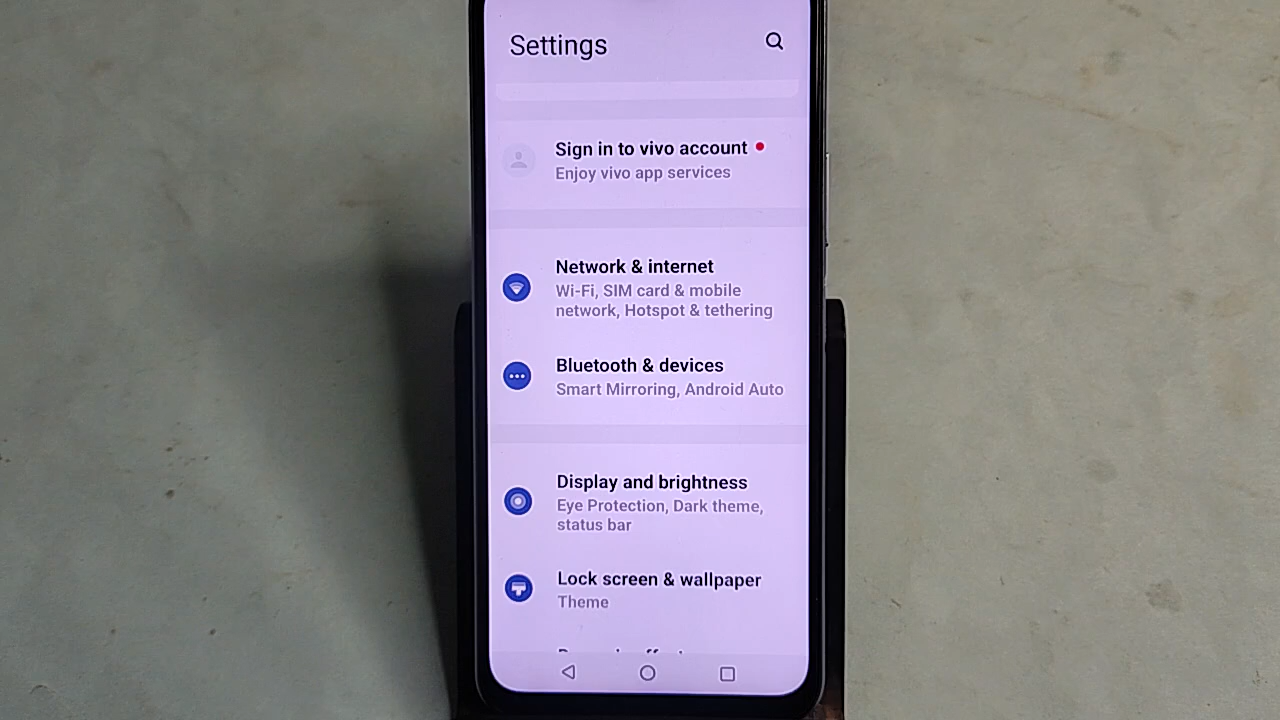 Settings
Sign in to vivo account
Enjoy vivo app services
Network & internet
Wi-Fi, SIM card & mobile
network, Hotspot & tethering
Bluetooth & devices
Smart Mirroring, Android Auto
Display and brightness
Eye Protection, Dark theme,
status bar
Lock screen & wallpaper
Theme